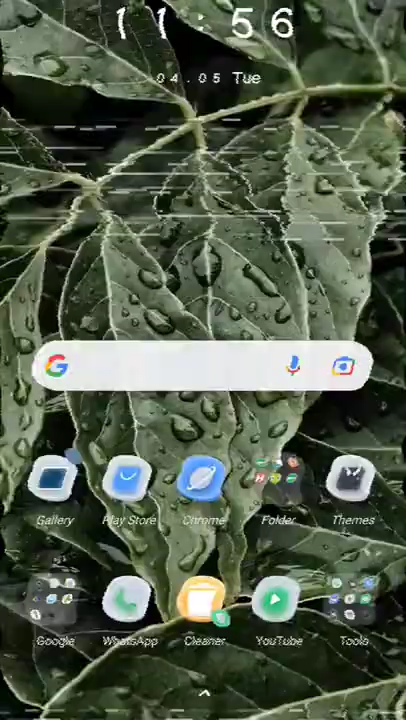 11:56
04.05 Tue
Gallery
Play Store
Chrome
Folder
Themes
Google
WhatsApp
Cleaner
YouTube
Tools